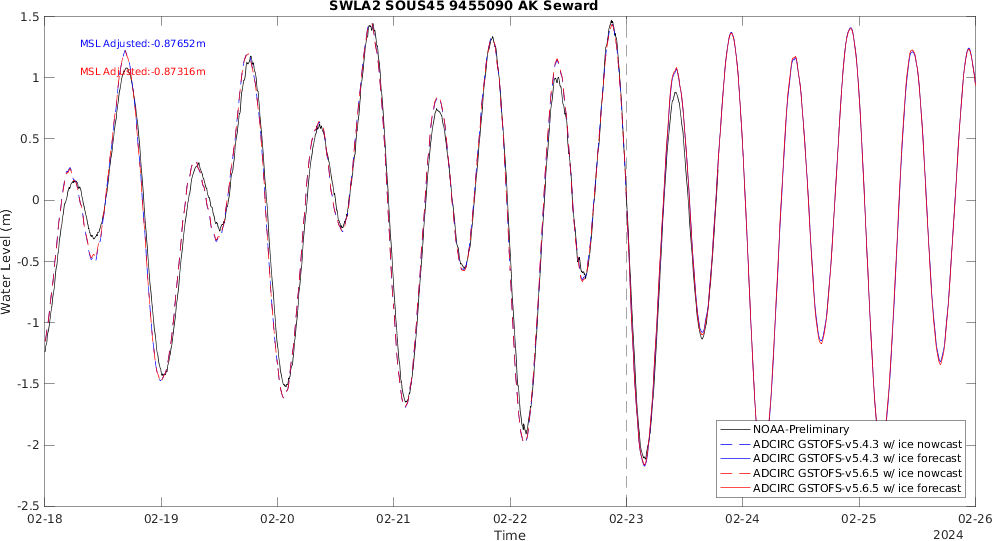 SWLA2 SOUS45 9455090 AK Seward
MSL Adjusted:-0.87652m
MSL Adjusted:-0.87316m
Water Level (m)
1.5
1
0.5
0
-0.5
-1
-1.5
-2
-2.5
NOAA-Preliminary
ADCIRC GSTOFS-v5.4.3 w/ ice nowcast
ADCIRC GSTOFS-v5.4.3 w/ ice forecast
ADCIRC GSTOFS-v5.6.5 w/ ice nowcast
ADCIRC GSTOFS-v5.6.5 w/ ice forecast
02-18 02-19 02-20 02-21 02-22 02-23 02-24 02-25 02-26
Time
2024